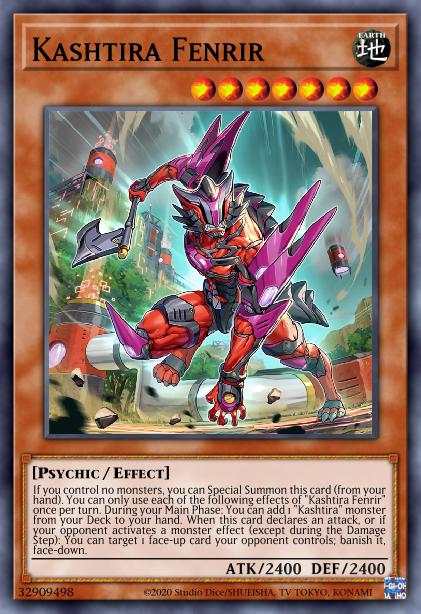 KASHTIRA FENRIR
EARTH
地
[PSYCHIC / EFFECT]
If you control no monsters, you can Special Summon this card (from your
hand). You can only use each of the following effects of "Kashtira Fenrir"
once per turn. During your Main Phase: You can add 1 "Kashtira"
monster from your Deck to your hand. When this card declares an attack, or if
your opponent activates a monster effect (except during the Damage
Step): You can target 1 face-up card your opponent controls; banish it,
face-down.
ATK/2400 DEF/2400
32909498
©2020 Studio Dice/SHUEISHA, TV TOKYO, KONAMI